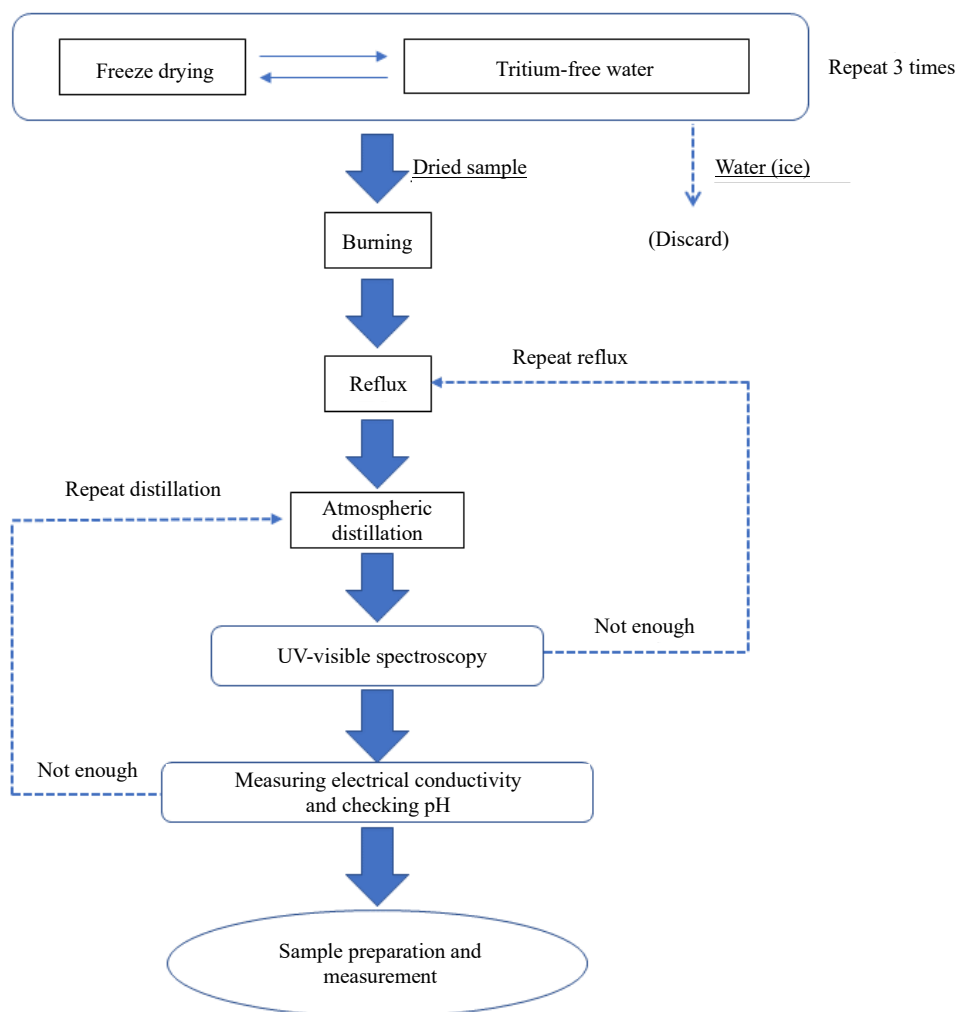 Freeze drying
Tritium-free water
Repeat 3 times
Dried sample
Water (ice)
Burning
(Discard)
Repeat reflux
Reflux
Repeat distillation
Atmospheric
distillation
Not enough
UV-visible spectroscopy
Not enough
Measuring electrical conductivity
and checking pH
Sample preparation and
measurement